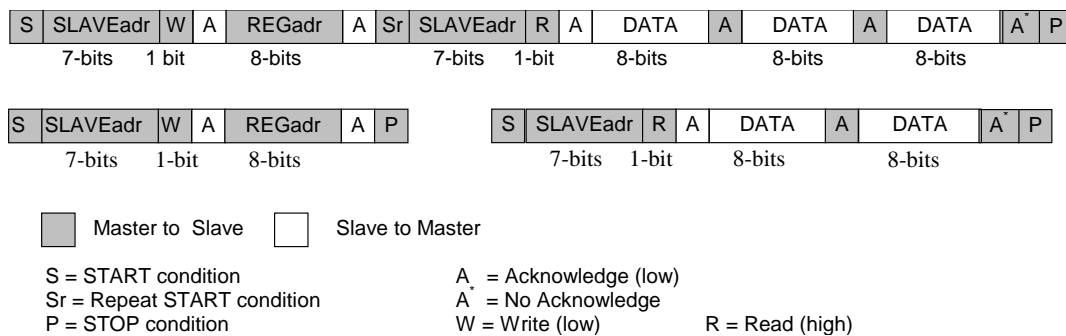 S SLAVEadr W A REGadr A Sr SLAVEadr R A DATA A DATA A DATA A* P
7-bits 1 bit 8-bits 7-bits 1-bit 8-bits 8-bits 8-bits
S SLAVEadr W A REGadr A P
7-bits 1-bit 8-bits
S SLAVEadr R A DATA A DATA A* P
7-bits 1-bit 8-bits 8-bits
Master to Slave Slave to Master
S = START condition
Sr = Repeat START condition
P = STOP condition
A = Acknowledge (low)
A* = No Acknowledge
W = Write (low) R = Read (high)